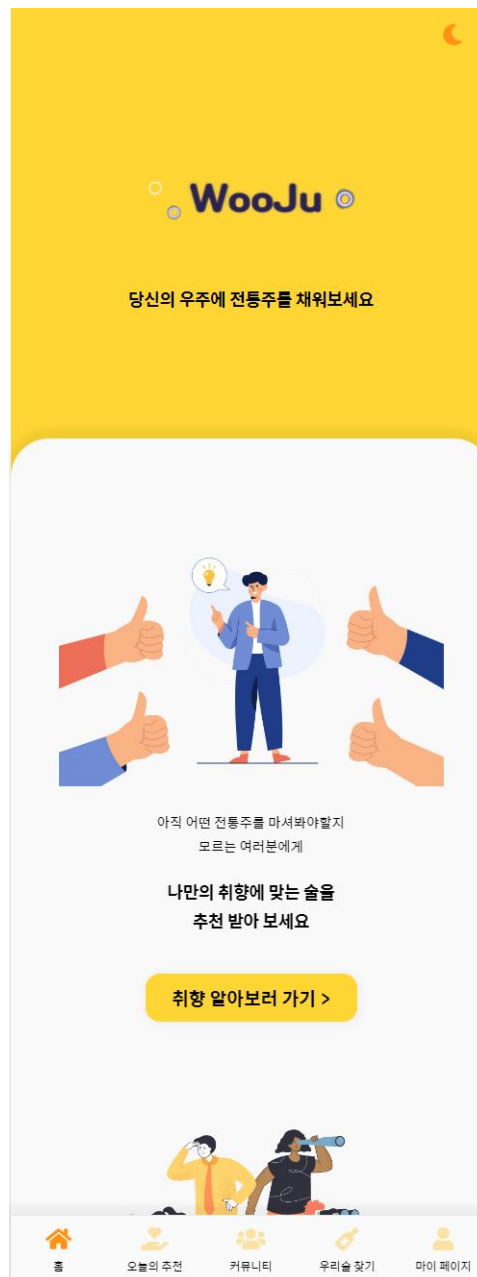 WooJu
당신의 우주에 전통주를 채워보세요
아직 어떤 전통주를 마셔봐야할지
모르는 여러분에게
나만의 취향에 맞는 술을
추천 받아 보세요
취향 알아보러 가기 >
홈
오늘의 추천
커뮤니티
우리술 찾기
마이 페이지